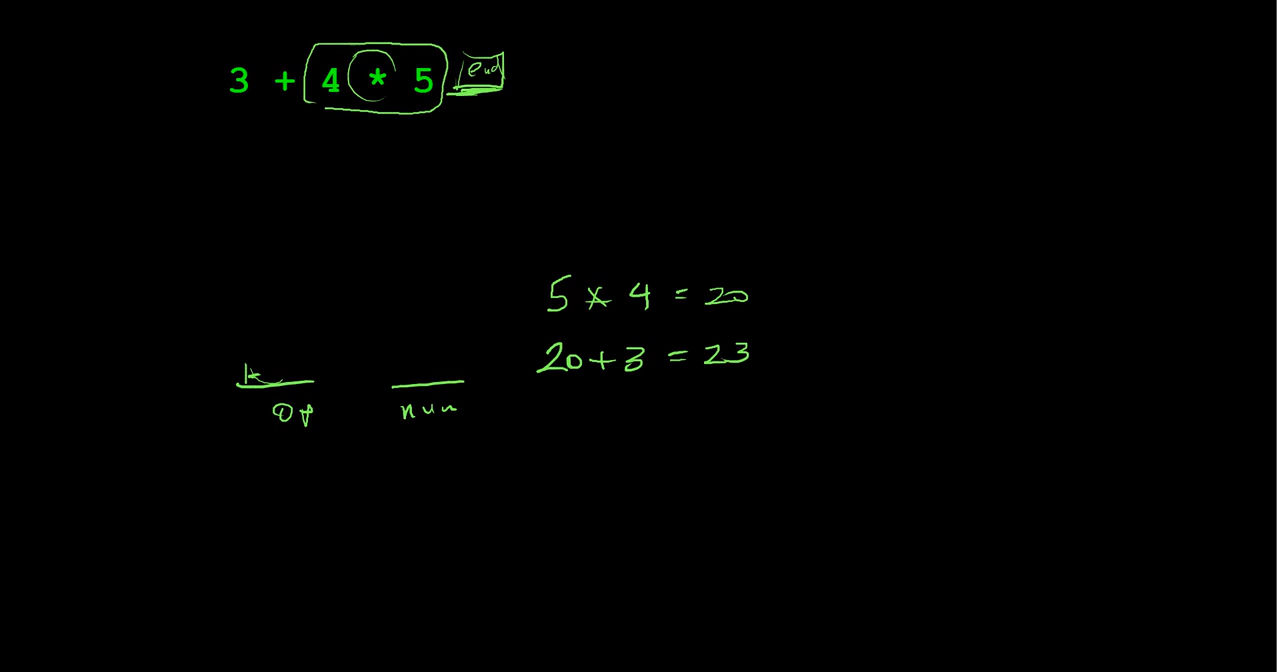 3 + 4 * 5 end
5 x 4 = 20
20 + 3 = 23
Op num